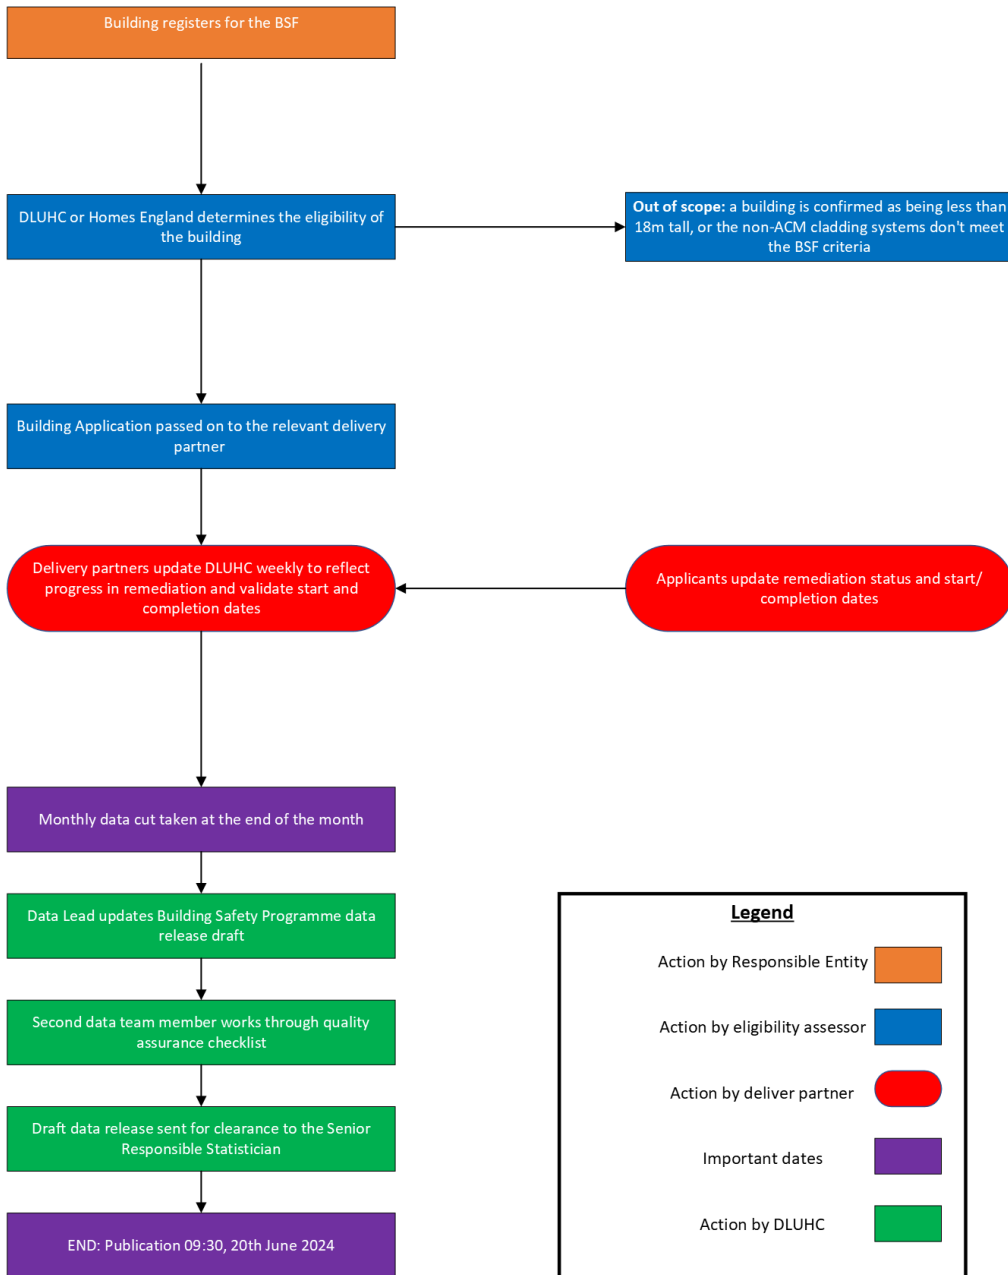 Building registers for the BSF
DLUHC or Homes England determines the eligibility of
the building
Out of scope: a building is confirmed as being less than
18m tall, or the non-ACM cladding systems don't meet
the BSF criteria
Building Application passed on to the relevant delivery
partner
Delivery partners update DLUHC weekly to reflect
progress in remediation and validate start and
completion dates
Applicants update remediation status and start/
completion dates
Monthly data cut taken at the end of the month
Data Lead updates Building Safety Programme data
release draft
Second data team member works through quality
assurance checklist
Draft data release sent for clearance to the Senior
Responsible Statistician
END: Publication 09:30, 20th June 2024
Legend
Action by Responsible Entity
Action by eligibility assessor
Action by deliver partner
Important dates
Action by DLUHC